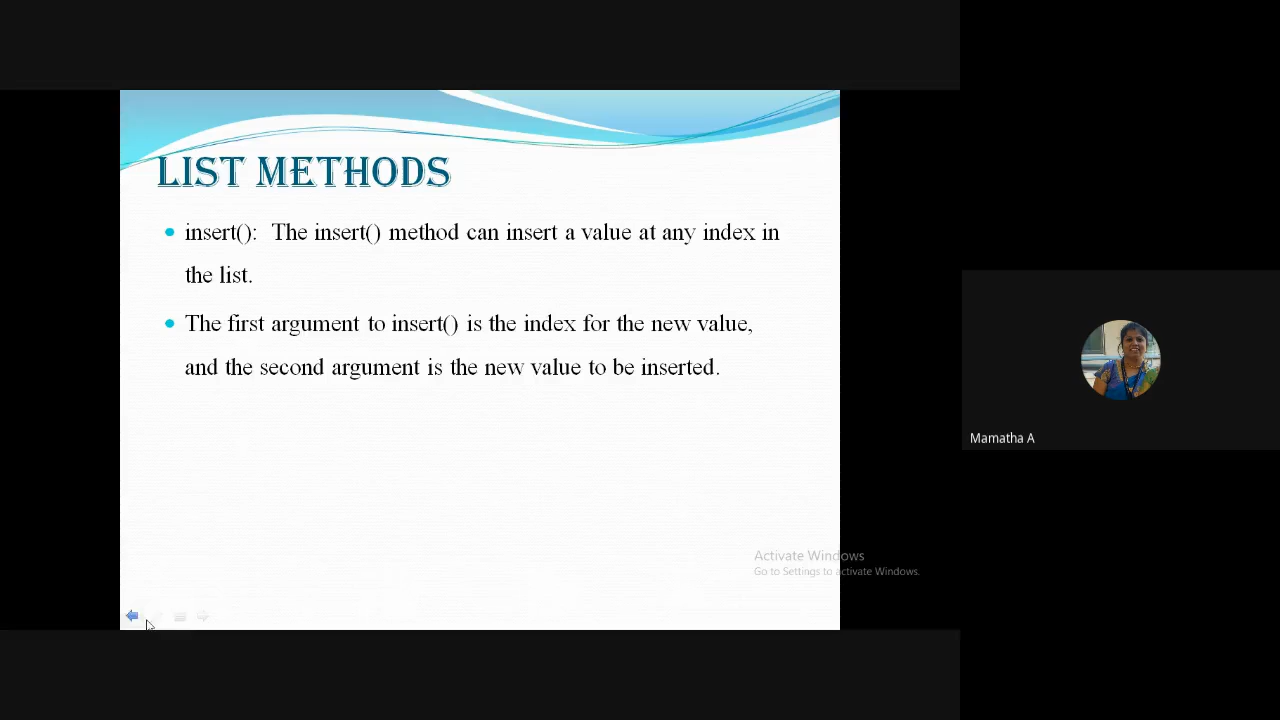 LIST METHODS
insert():  The insert() method can insert a value at any index in
the list.
The first argument to insert() is the index for the new value,
and the second argument is the new value to be inserted.
Mamatha A
Activate Windows
Go to Settings to activate Windows.